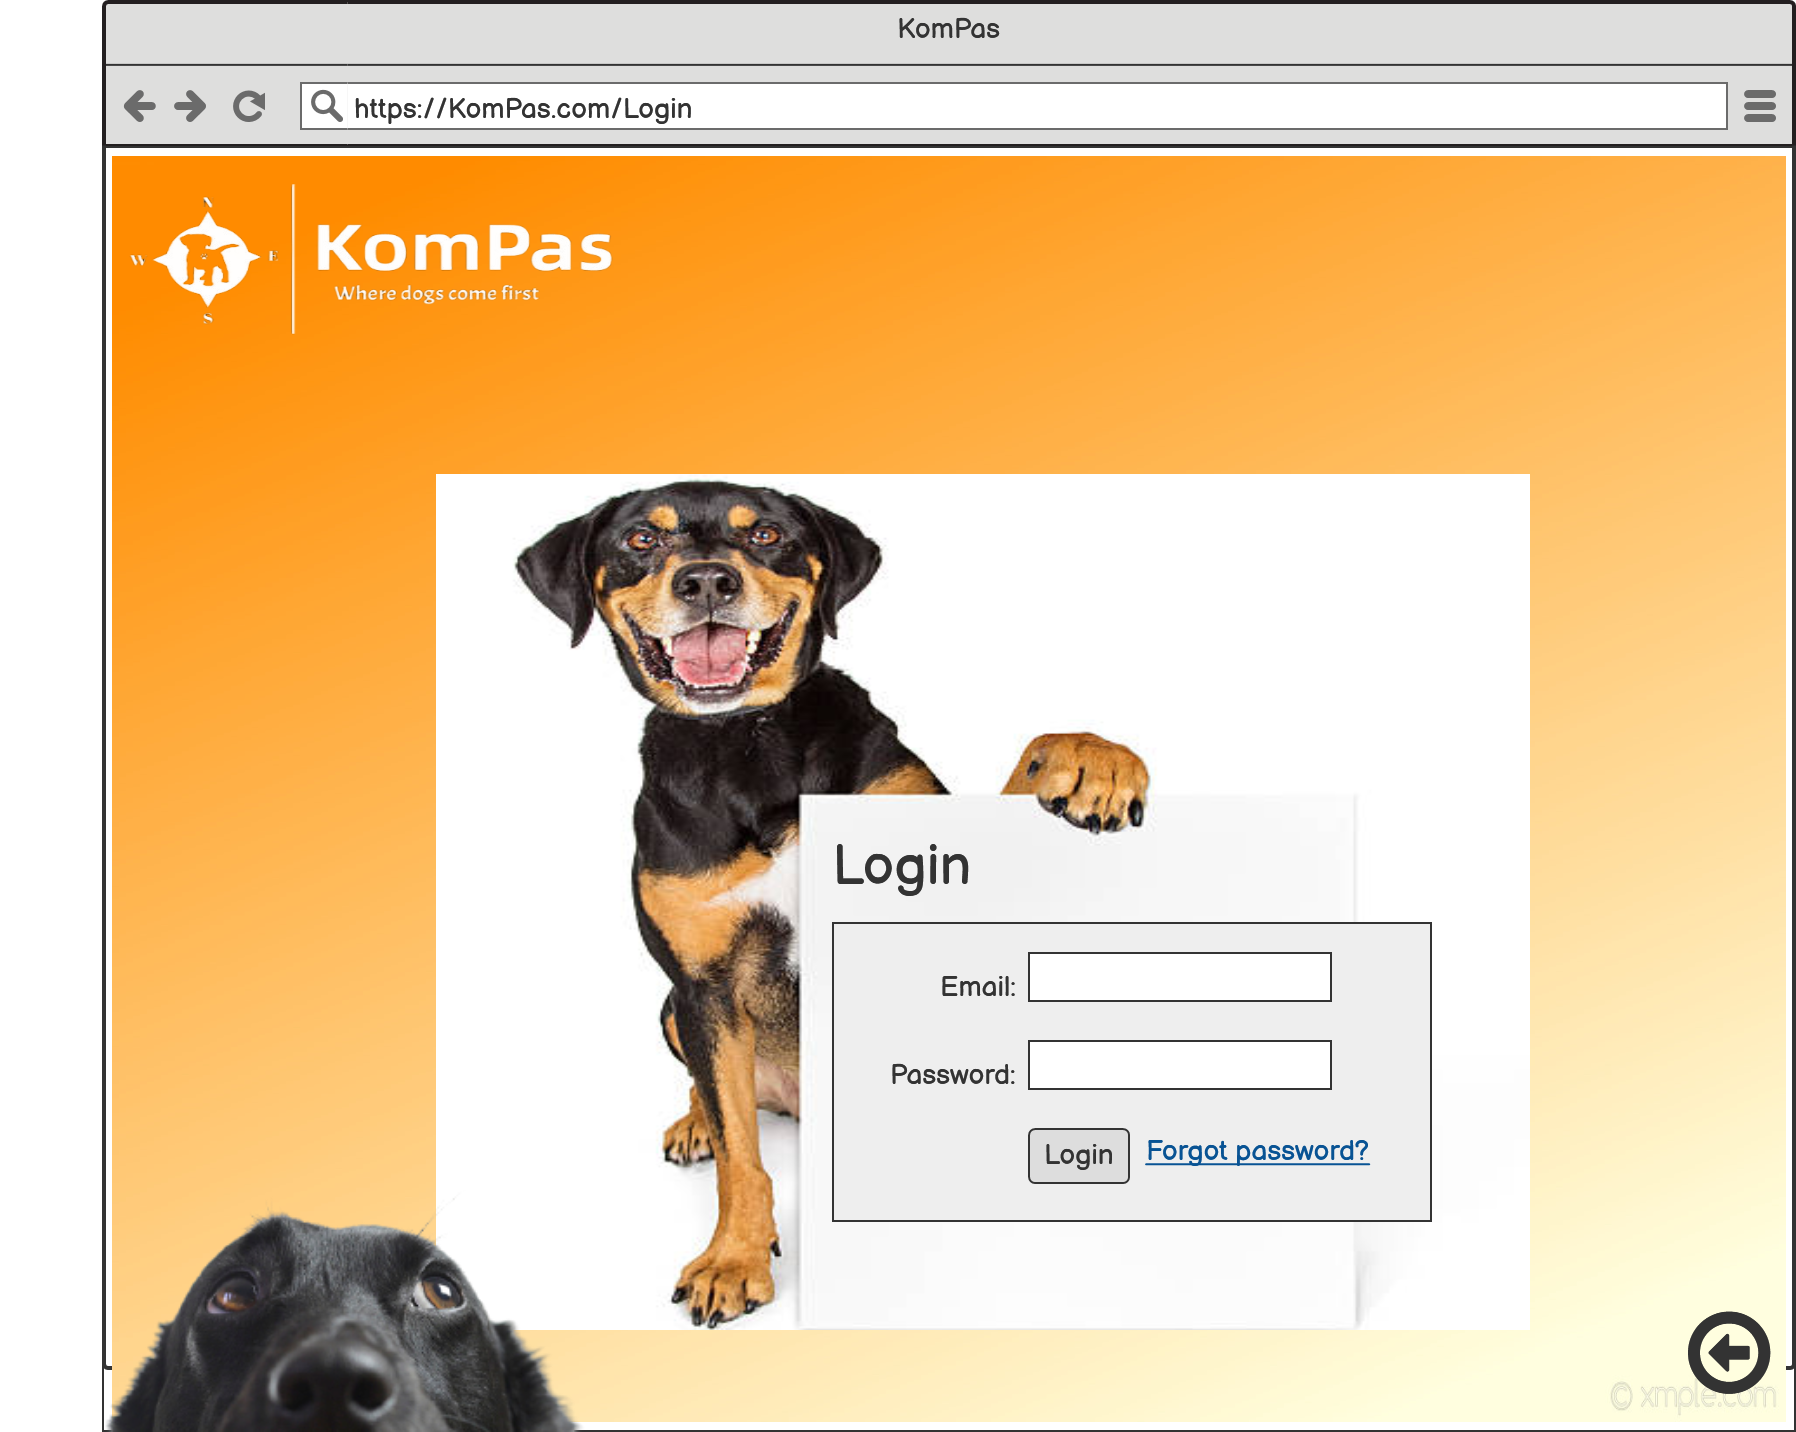 KomPas
https://KomPas.com/Login
N
W
E
S
KomPas
Where dogs come first
Login
Email:
Password:
Login
Forgot password?
© xmple.com